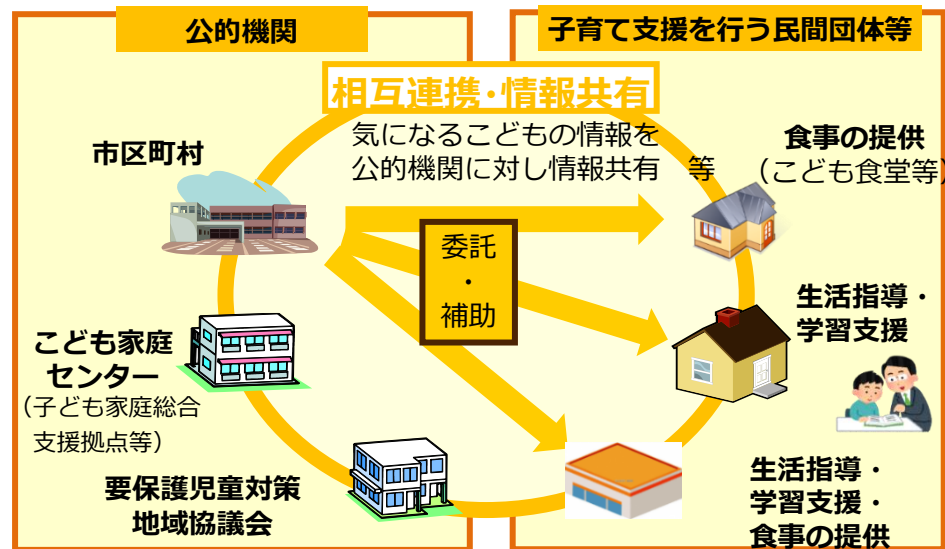 公的機関
子育て支援を行う民間団体等
相互連携・情報共有
気になるこどもの情報を
公的機関に対し情報共有　等
市区町村
食事の提供
（こども食堂等）
委託
・
補助
生活指導・
学習支援
こども家庭
センター
（子ども家庭総合
支援拠点等）
要保護児童対策
地域協議会
生活指導・
学習支援・
食事の提供